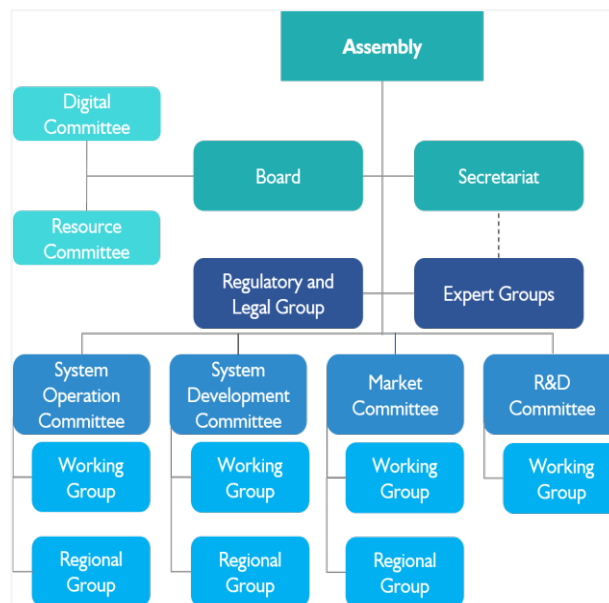 Assembly
Digital
Committee
Board
Secretariat
Resource
Committee
Regulatory and
Legal Group
Expert Groups
System
Operation
Committee
System
Development
Committee
Market
Committee
R&D
Committee
Working
Group
Working
Group
Working
Group
Working
Group
Regional
Group
Regional
Group
Regional
Group